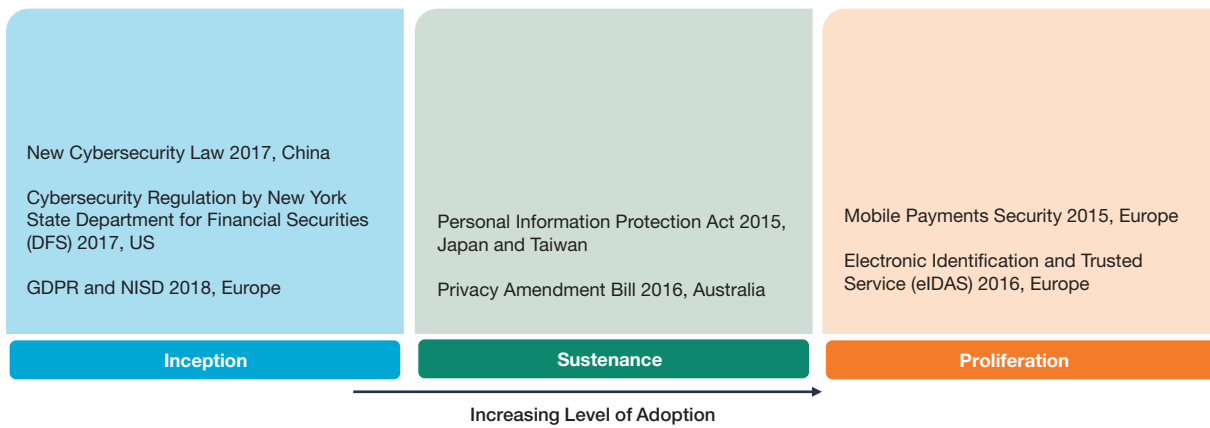 New Cybersecurity Law 2017, China
Cybersecurity Regulation by New York
State Department for Financial Securities
(DFS) 2017, US
GDPR and NISD 2018, Europe
Inception
Personal Information Protection Act 2015,
Japan and Taiwan
Privacy Amendment Bill 2016, Australia
Sustenance
Mobile Payments Security 2015, Europe
Electronic Identification and Trusted
Service (eIDAS) 2016, Europe
Proliferation
Increasing Level of Adoption